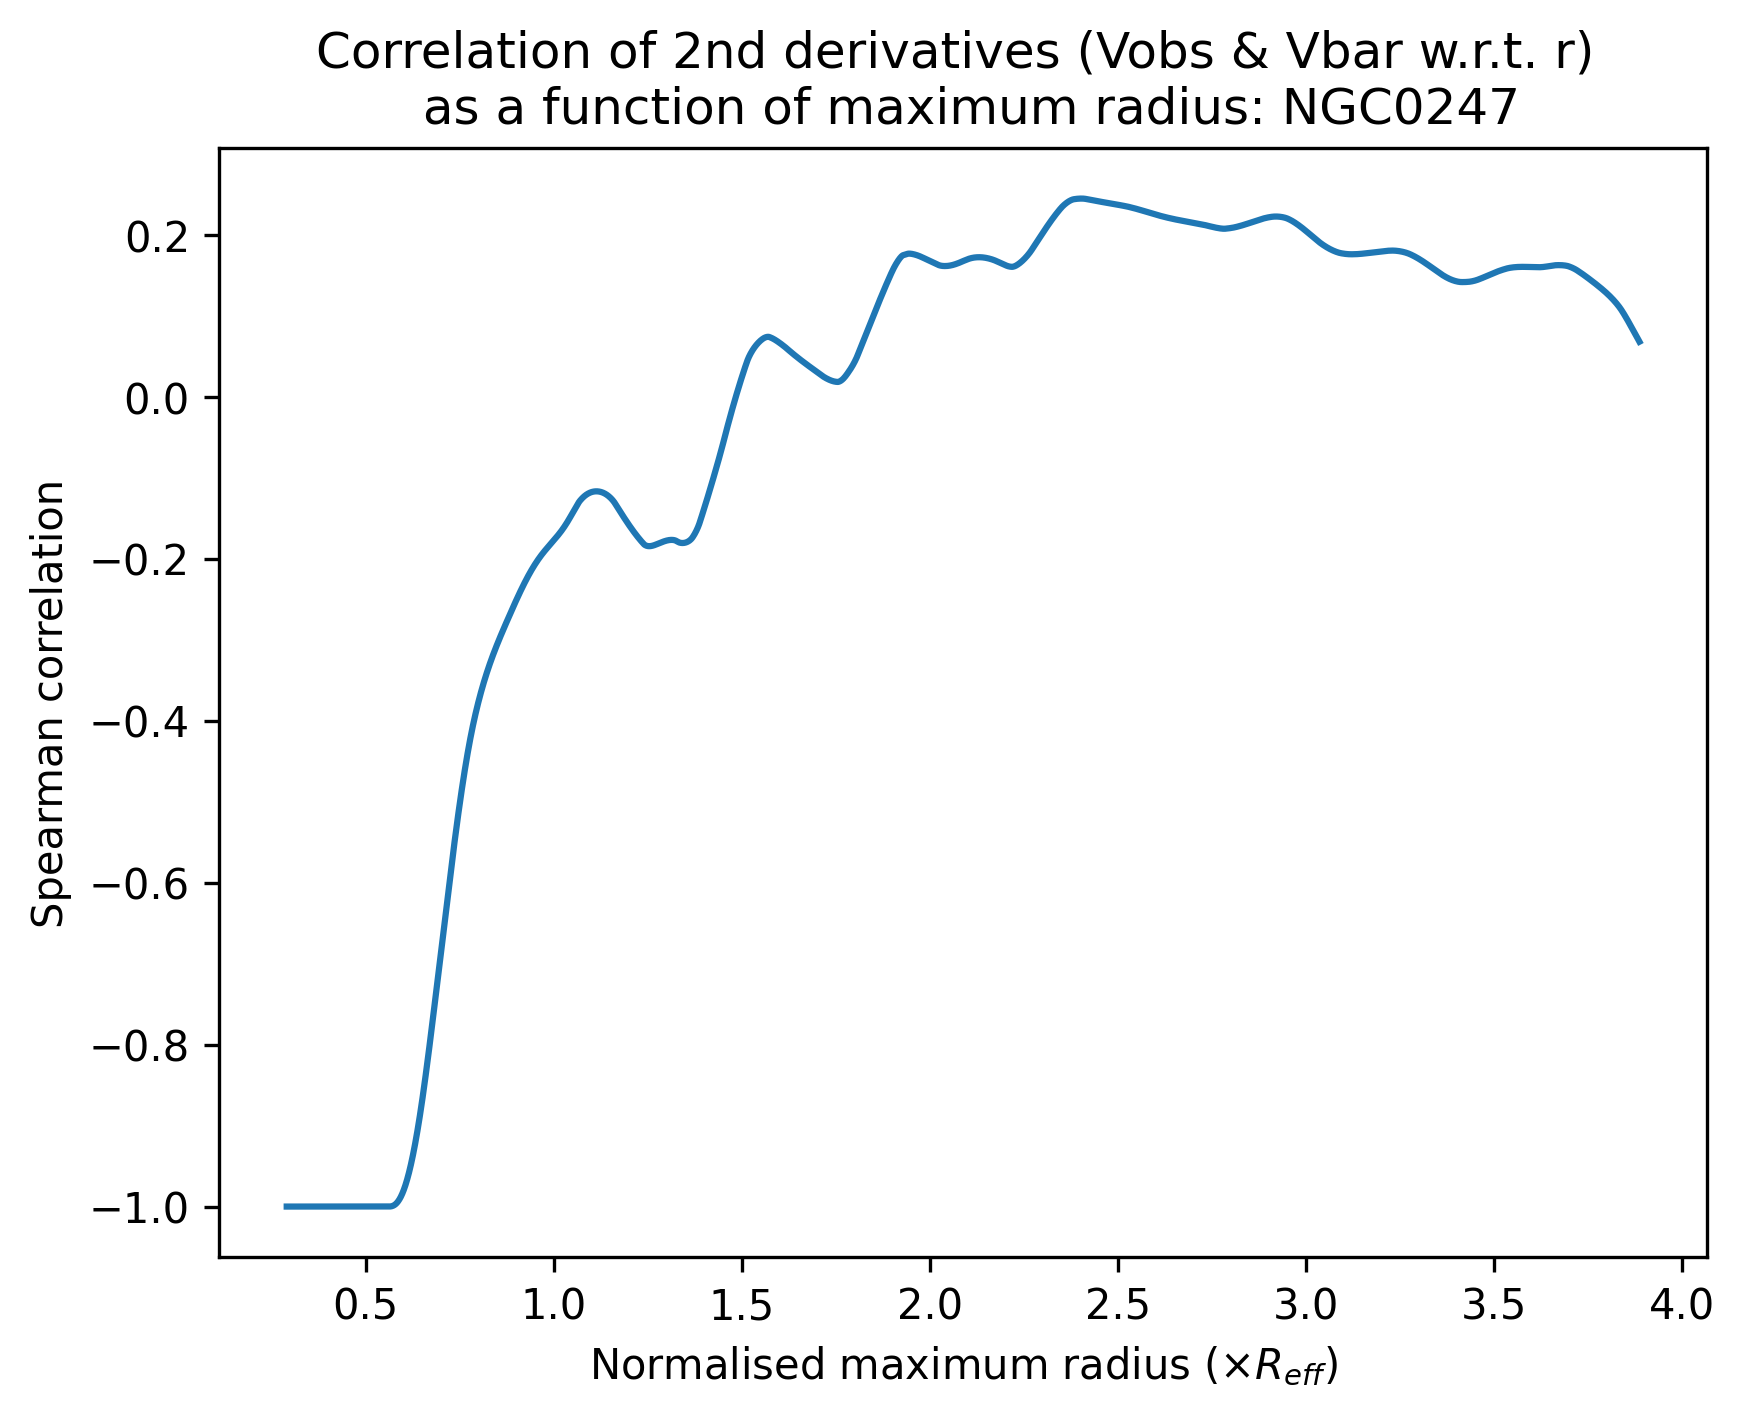 Correlation of 2nd derivatives (Vobs & Vbar w.r.t. r)
as a function of maximum radius: NGC0247
Spearman correlation
0.2
0.0
−0.2
−0.4
−0.6
−0.8
−1.0
0.5 1.0 1.5 2.0 2.5 3.0 3.5 4.0
Normalised maximum radius (×R_eff)